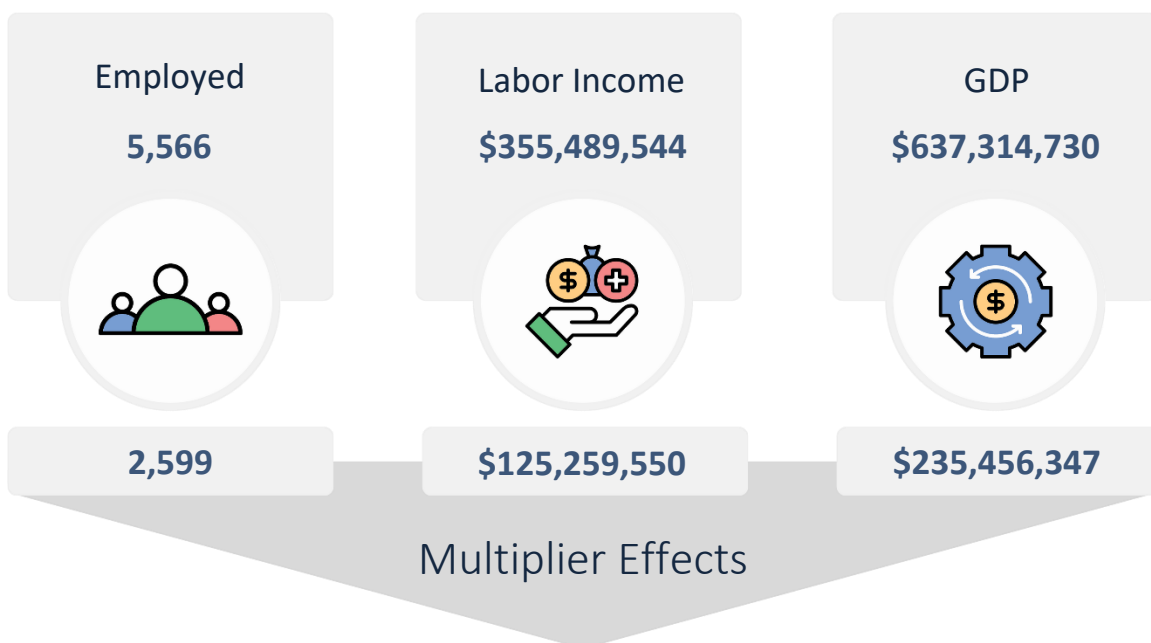 Employed
5,566
Labor Income
$355,489,544
GDP
$637,314,730
$
$
2,599
$125,259,550
$235,456,347
Multiplier Effects